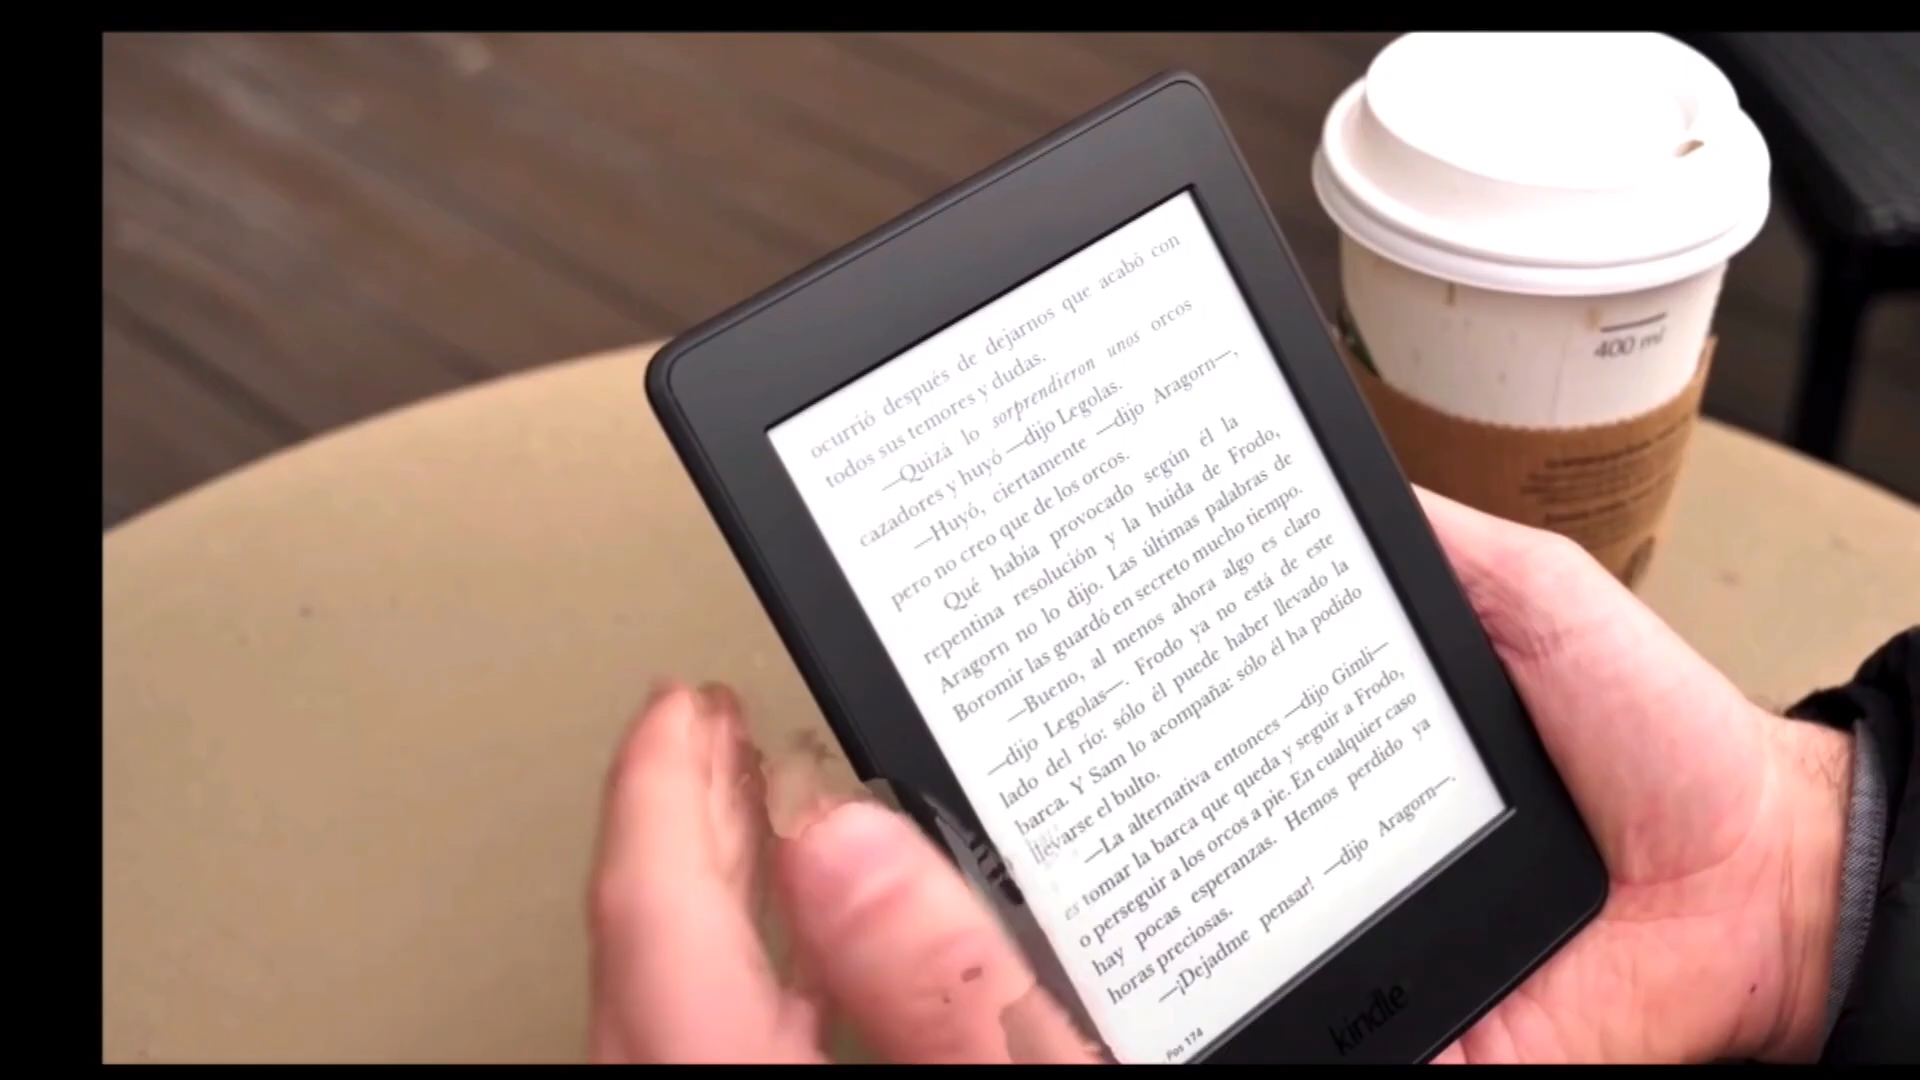 ocurrió después de dejarnos que acabó con
todos sus temores y dudas.
—Quizá lo sorprendieron unos orcos
cazadores y huyó —dijo Legolas.
—Huyó, ciertamente —dijo Aragorn—,
pero no creo que de los orcos.
Qué había provocado según él la
repentina resolución y la huida de Frodo,
Aragorn no lo dijo. Las últimas palabras de
Boromir las guardó en secreto mucho tiempo.
—Bueno, al menos ahora algo es claro
—dijo Legolas—. Frodo ya no está de este
lado del río: sólo él puede haber llevado la
barca. Y Sam lo acompaña: sólo él ha podido
llevarse el bulto.
—La alternativa entonces —dijo Gimli—
es tomar la barca que queda y seguir a Frodo,
o perseguir a los orcos a pie. En cualquier caso
hay pocas esperanzas. Hemos perdido ya
horas preciosas.
—¡Dejadme pensar! —dijo Aragorn—.
Pos 174
kindle
400 ml